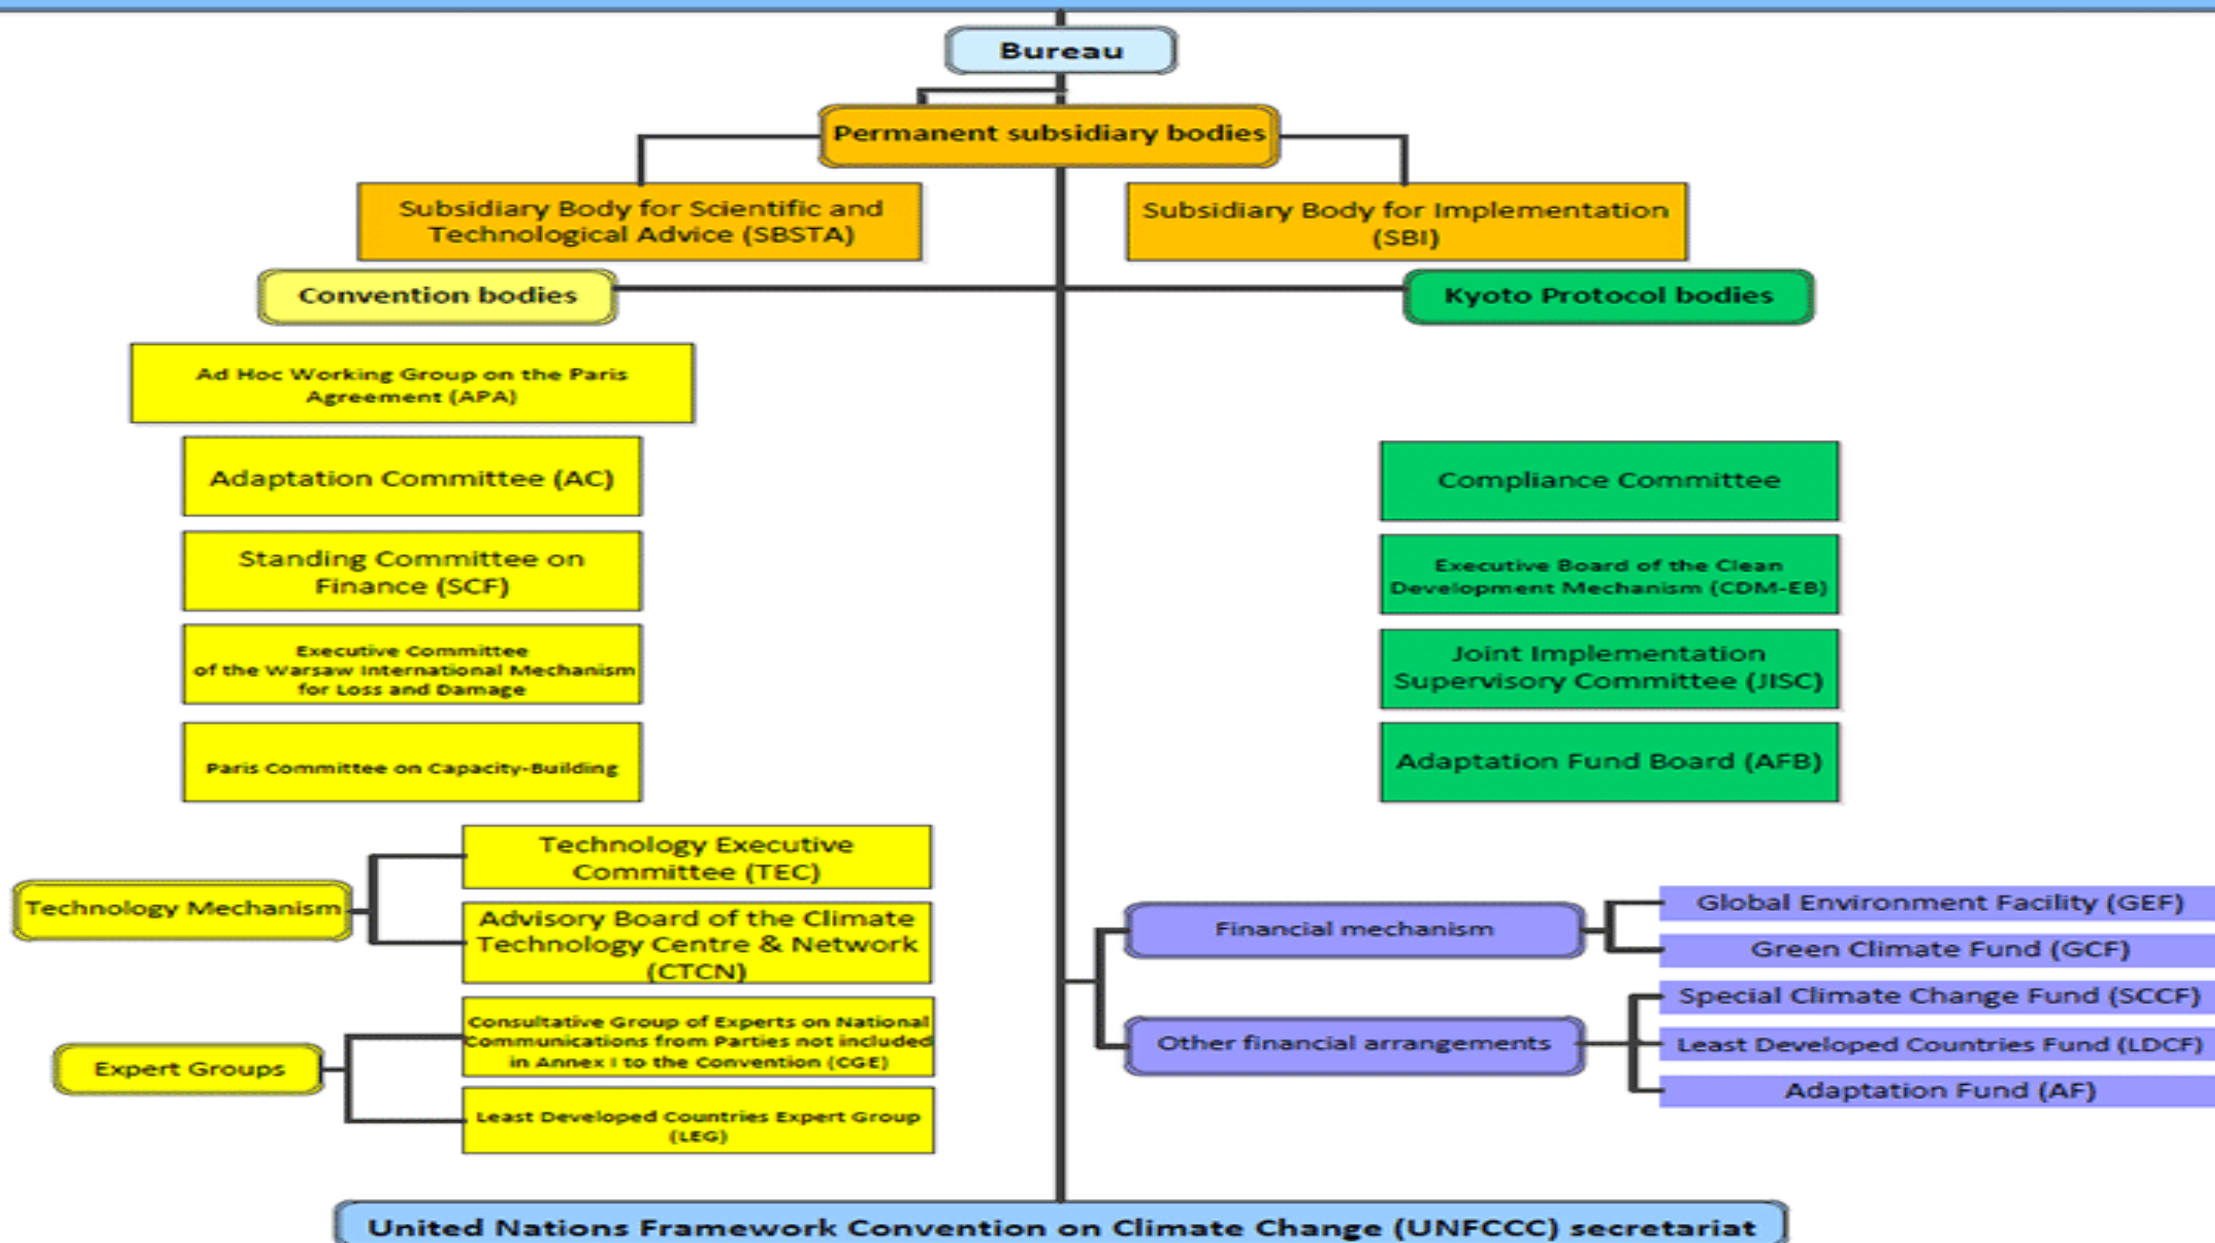 Bureau
Permanent subsidiary bodies
Subsidiary Body for Scientific and
Technological Advice (SBSTA)
Subsidiary Body for Implementation
(SBI)
Convention bodies
Kyoto Protocol bodies
Ad Hoc Working Group on the Paris
Agreement (APA)
Adaptation Committee (AC)
Standing Committee on
Finance (SCF)
Executive Committee
of the Warsaw International Mechanism
for Loss and Damage
Paris Committee on Capacity-Building
Compliance Committee
Executive Board of the Clean
Development Mechanism (CDM-EB)
Joint Implementation
Supervisory Committee (JISC)
Adaptation Fund Board (AFB)
Technology Mechanism
Technology Executive
Committee (TEC)
Advisory Board of the Climate
Technology Centre & Network
(CTCN)
Expert Groups
Consultative Group of Experts on National
Communications from Parties not included
in Annex I to the Convention (CGE)
Least Developed Countries Expert Group
(LEG)
Financial mechanism
Global Environment Facility (GEF)
Green Climate Fund (GCF)
Other financial arrangements
Special Climate Change Fund (SCCF)
Least Developed Countries Fund (LDCF)
Adaptation Fund (AF)
United Nations Framework Convention on Climate Change (UNFCCC) secretariat